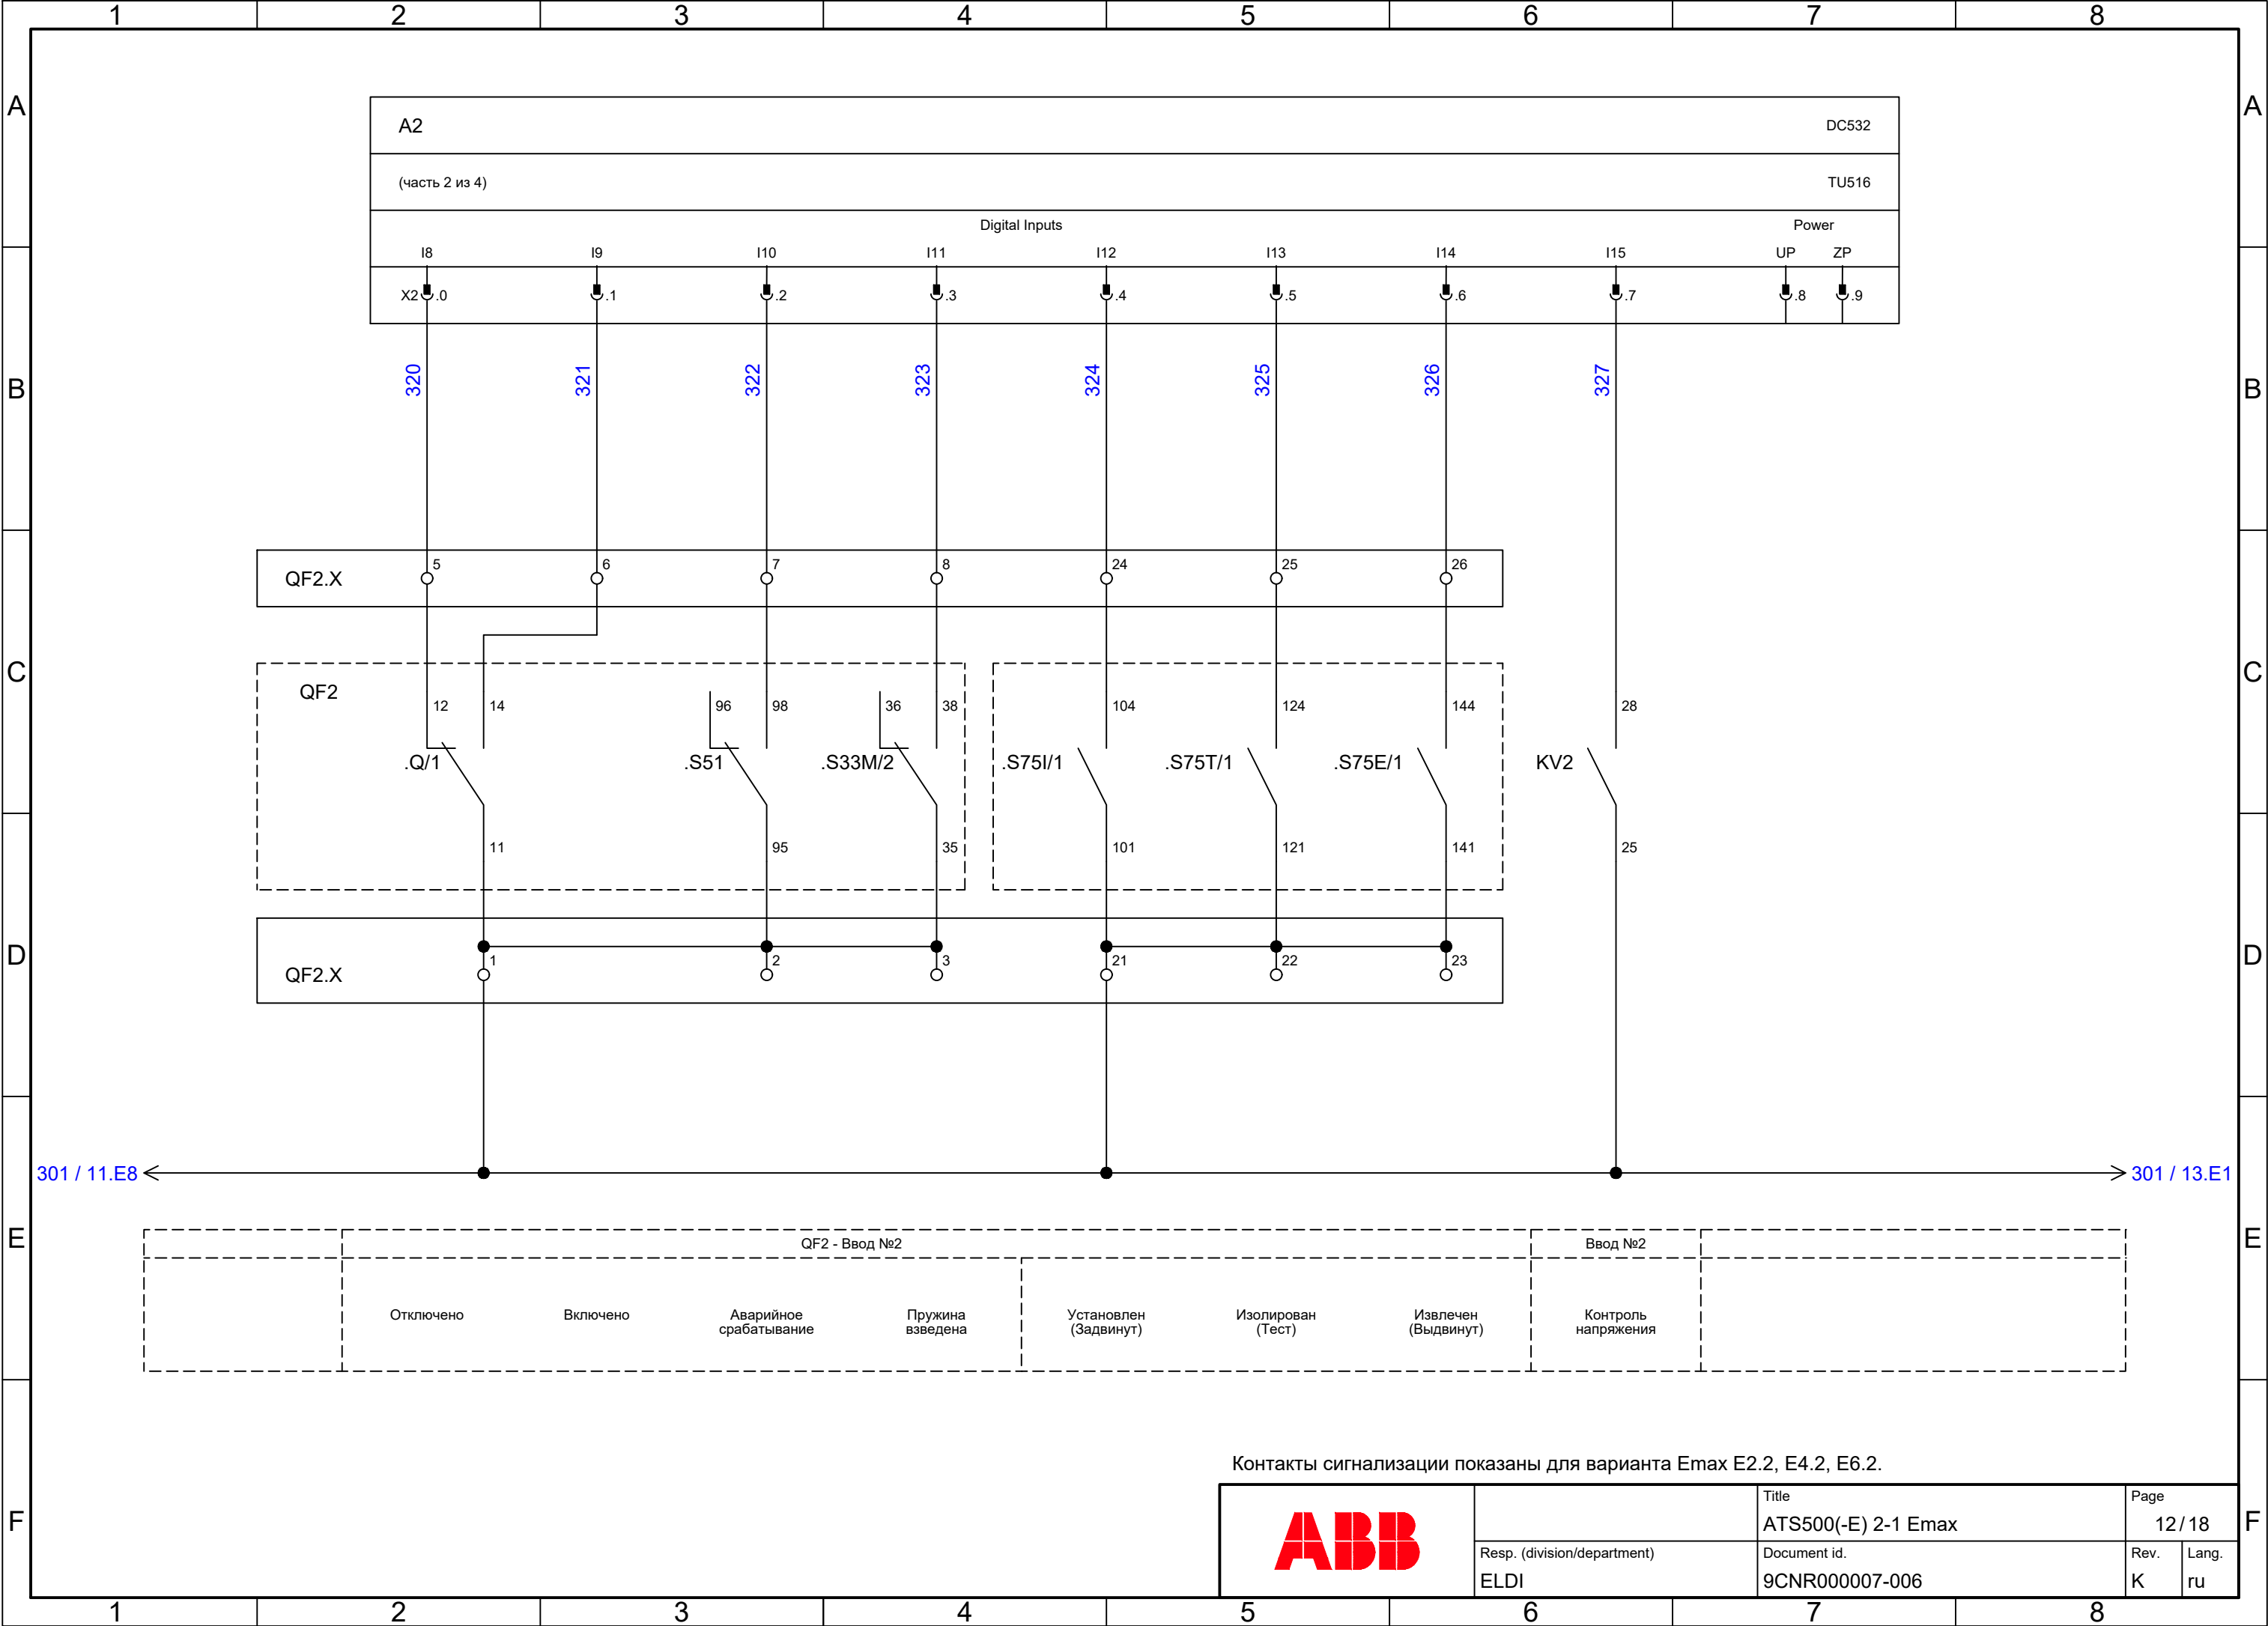 1 2 3 4 5 6 7 8
A A
A2 DC532
(часть 2 из 4) TU516
Digital Inputs Power
I8 I9 I10 I11 I12 I13 I14 I15 UP ZP
X2 .0 .1 .2 .3 .4 .5 .6 .7 .8 .9
320 321 322 323 324 325 326 327
B B
QF2.X 5 6 7 8 24 25 26
C C
QF2
12 14 96 98 36 38 104 124 144 28
.Q/1 .S51 .S33M/2 .S75I/1 .S75T/1 .S75E/1 KV2
11 95 35 101 121 141 25
D D
QF2.X 1 2 3 21 22 23
301 / 11.E8 301 / 13.E1
E E
QF2 - Ввод №2 Ввод №2
Отключено
Включено
Аварийное
срабатывание
Пружина
взведена
Установлен
(Задвинут)
Изолирован
(Тест)
Извлечен
(Выдвинут)
Контроль
напряжения
Контакты сигнализации показаны для варианта Emax E2.2, E4.2, E6.2.
F F
ABB
Title
ATS500(-E) 2-1 Emax
Page
12 / 18
Resp. (division/department)
ELDI
Document id.
9CNR000007-006
Rev.
K
Lang.
ru
1 2 3 4 5 6 7 8